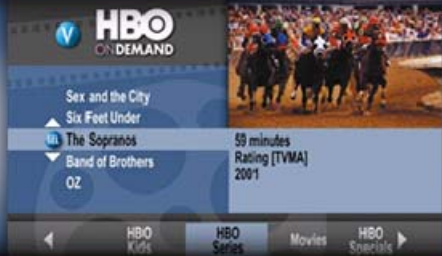 V
HBO
ON DEMAND
Sex and the City
Six Feet Under
SEL The Sopranos
Band of Brothers
OZ
59 minutes
Rating [TVMA]
2001
HBO Kids
HBO Series
Movies
HBO Specials